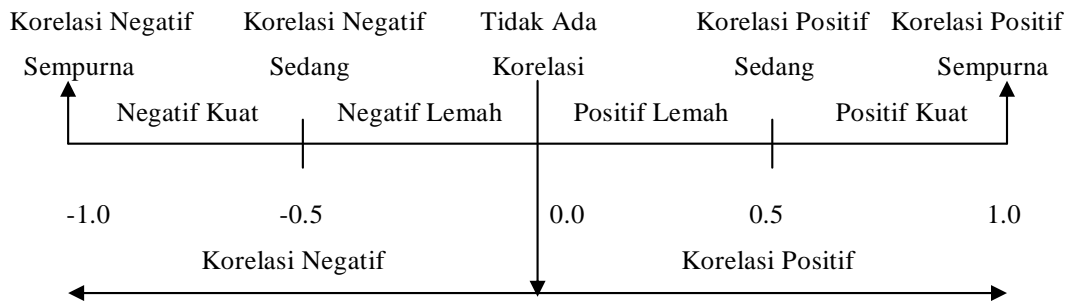 Korelasi Negatif Korelasi Negatif Tidak Ada Korelasi Positif Korelasi Positif
Sempurna Sedang Korelasi Sedang Sempurna
Negatif Kuat Negatif Lemah Positif Lemah Positif Kuat
-1.0 -0.5 0.0 0.5 1.0
Korelasi Negatif Korelasi Positif